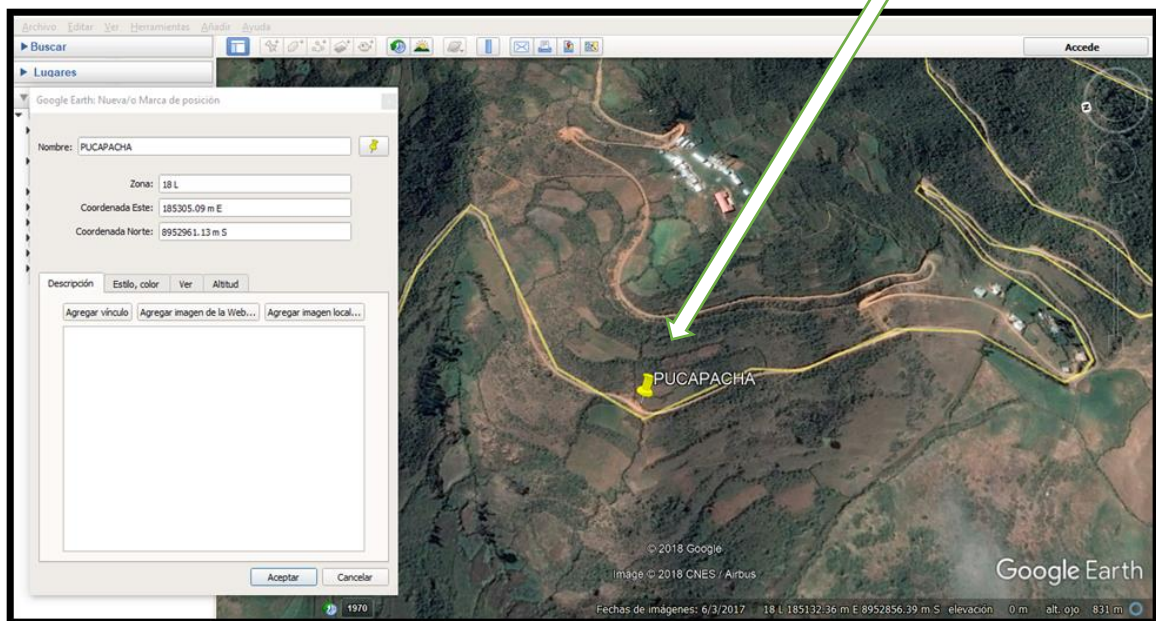 Archivo Editar Ver Herramientas Añadir Ayuda
Buscar
Accede
Lugares
Google Earth: Nueva/o Marca de posición
Nombre: PUCAPACHA
Zona: 18 L
Coordenada Este: 185305.09 m E
Coordenada Norte: 8952961.13 m S
Descripción Estilo, color Ver Altitud
Agregar vínculo Agregar imagen de la Web... Agregar imagen local...
Aceptar Cancelar
N
PUCAPACHA
© 2018 Google
Image © 2018 CNES / Airbus
Google Earth
1970
Fechas de imágenes: 6/3/2017 18 L 185132.36 m E 8952856.39 m S elevación 0 m alt. ojo 831 m